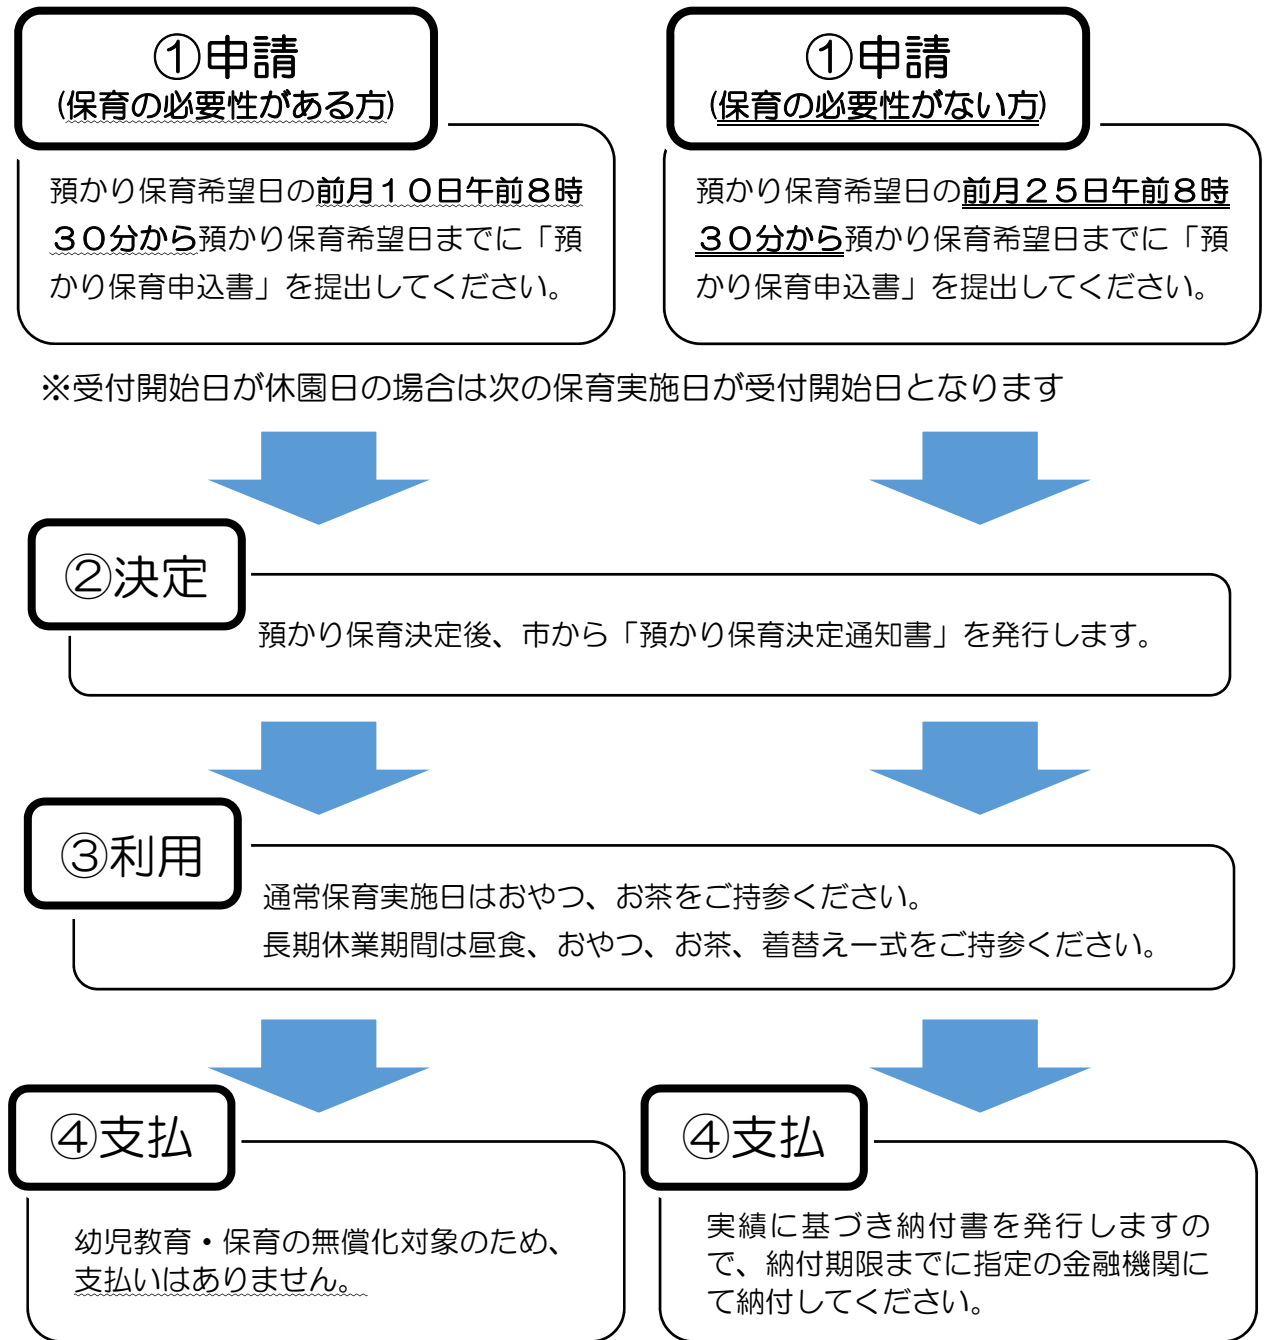 ①申請
(保育の必要性がある方)
預かり保育希望日の前月１０日午前８時
３０分から預かり保育希望日までに「預
かり保育申込書」を提出してください。
①申請
(保育の必要性がない方)
預かり保育希望日の前月２５日午前８時
３０分から預かり保育希望日までに「預
かり保育申込書」を提出してください。
※受付開始日が休園日の場合は次の保育実施日が受付開始日となります
②決定
預かり保育決定後、市から「預かり保育決定通知書」を発行します。
③利用
通常保育実施日はおやつ、お茶をご持参ください。
長期休業期間は昼食、おやつ、お茶、着替え一式をご持参ください。
④支払
幼児教育・保育の無償化対象のため、
支払いはありません。
④支払
実績に基づき納付書を発行しますの
で、納付期限までに指定の金融機関に
て納付してください。